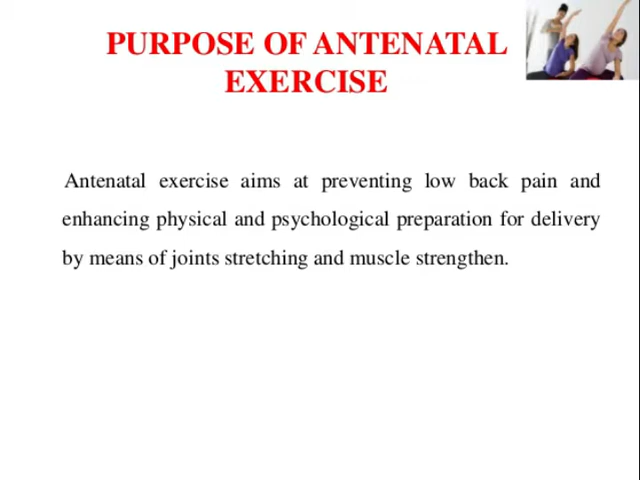 PURPOSE OF ANTENATAL
EXERCISE
Antenatal exercise aims at preventing low back pain and
enhancing physical and psychological preparation for delivery
by means of joints stretching and muscle strengthen.